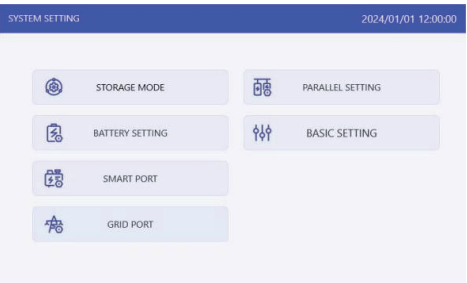 SYSTEM SETTING
2024/01/01 12:00:00
STORAGE MODE
PARALLEL SETTING
BATTERY SETTING
BASIC SETTING
SMART PORT
GRID PORT